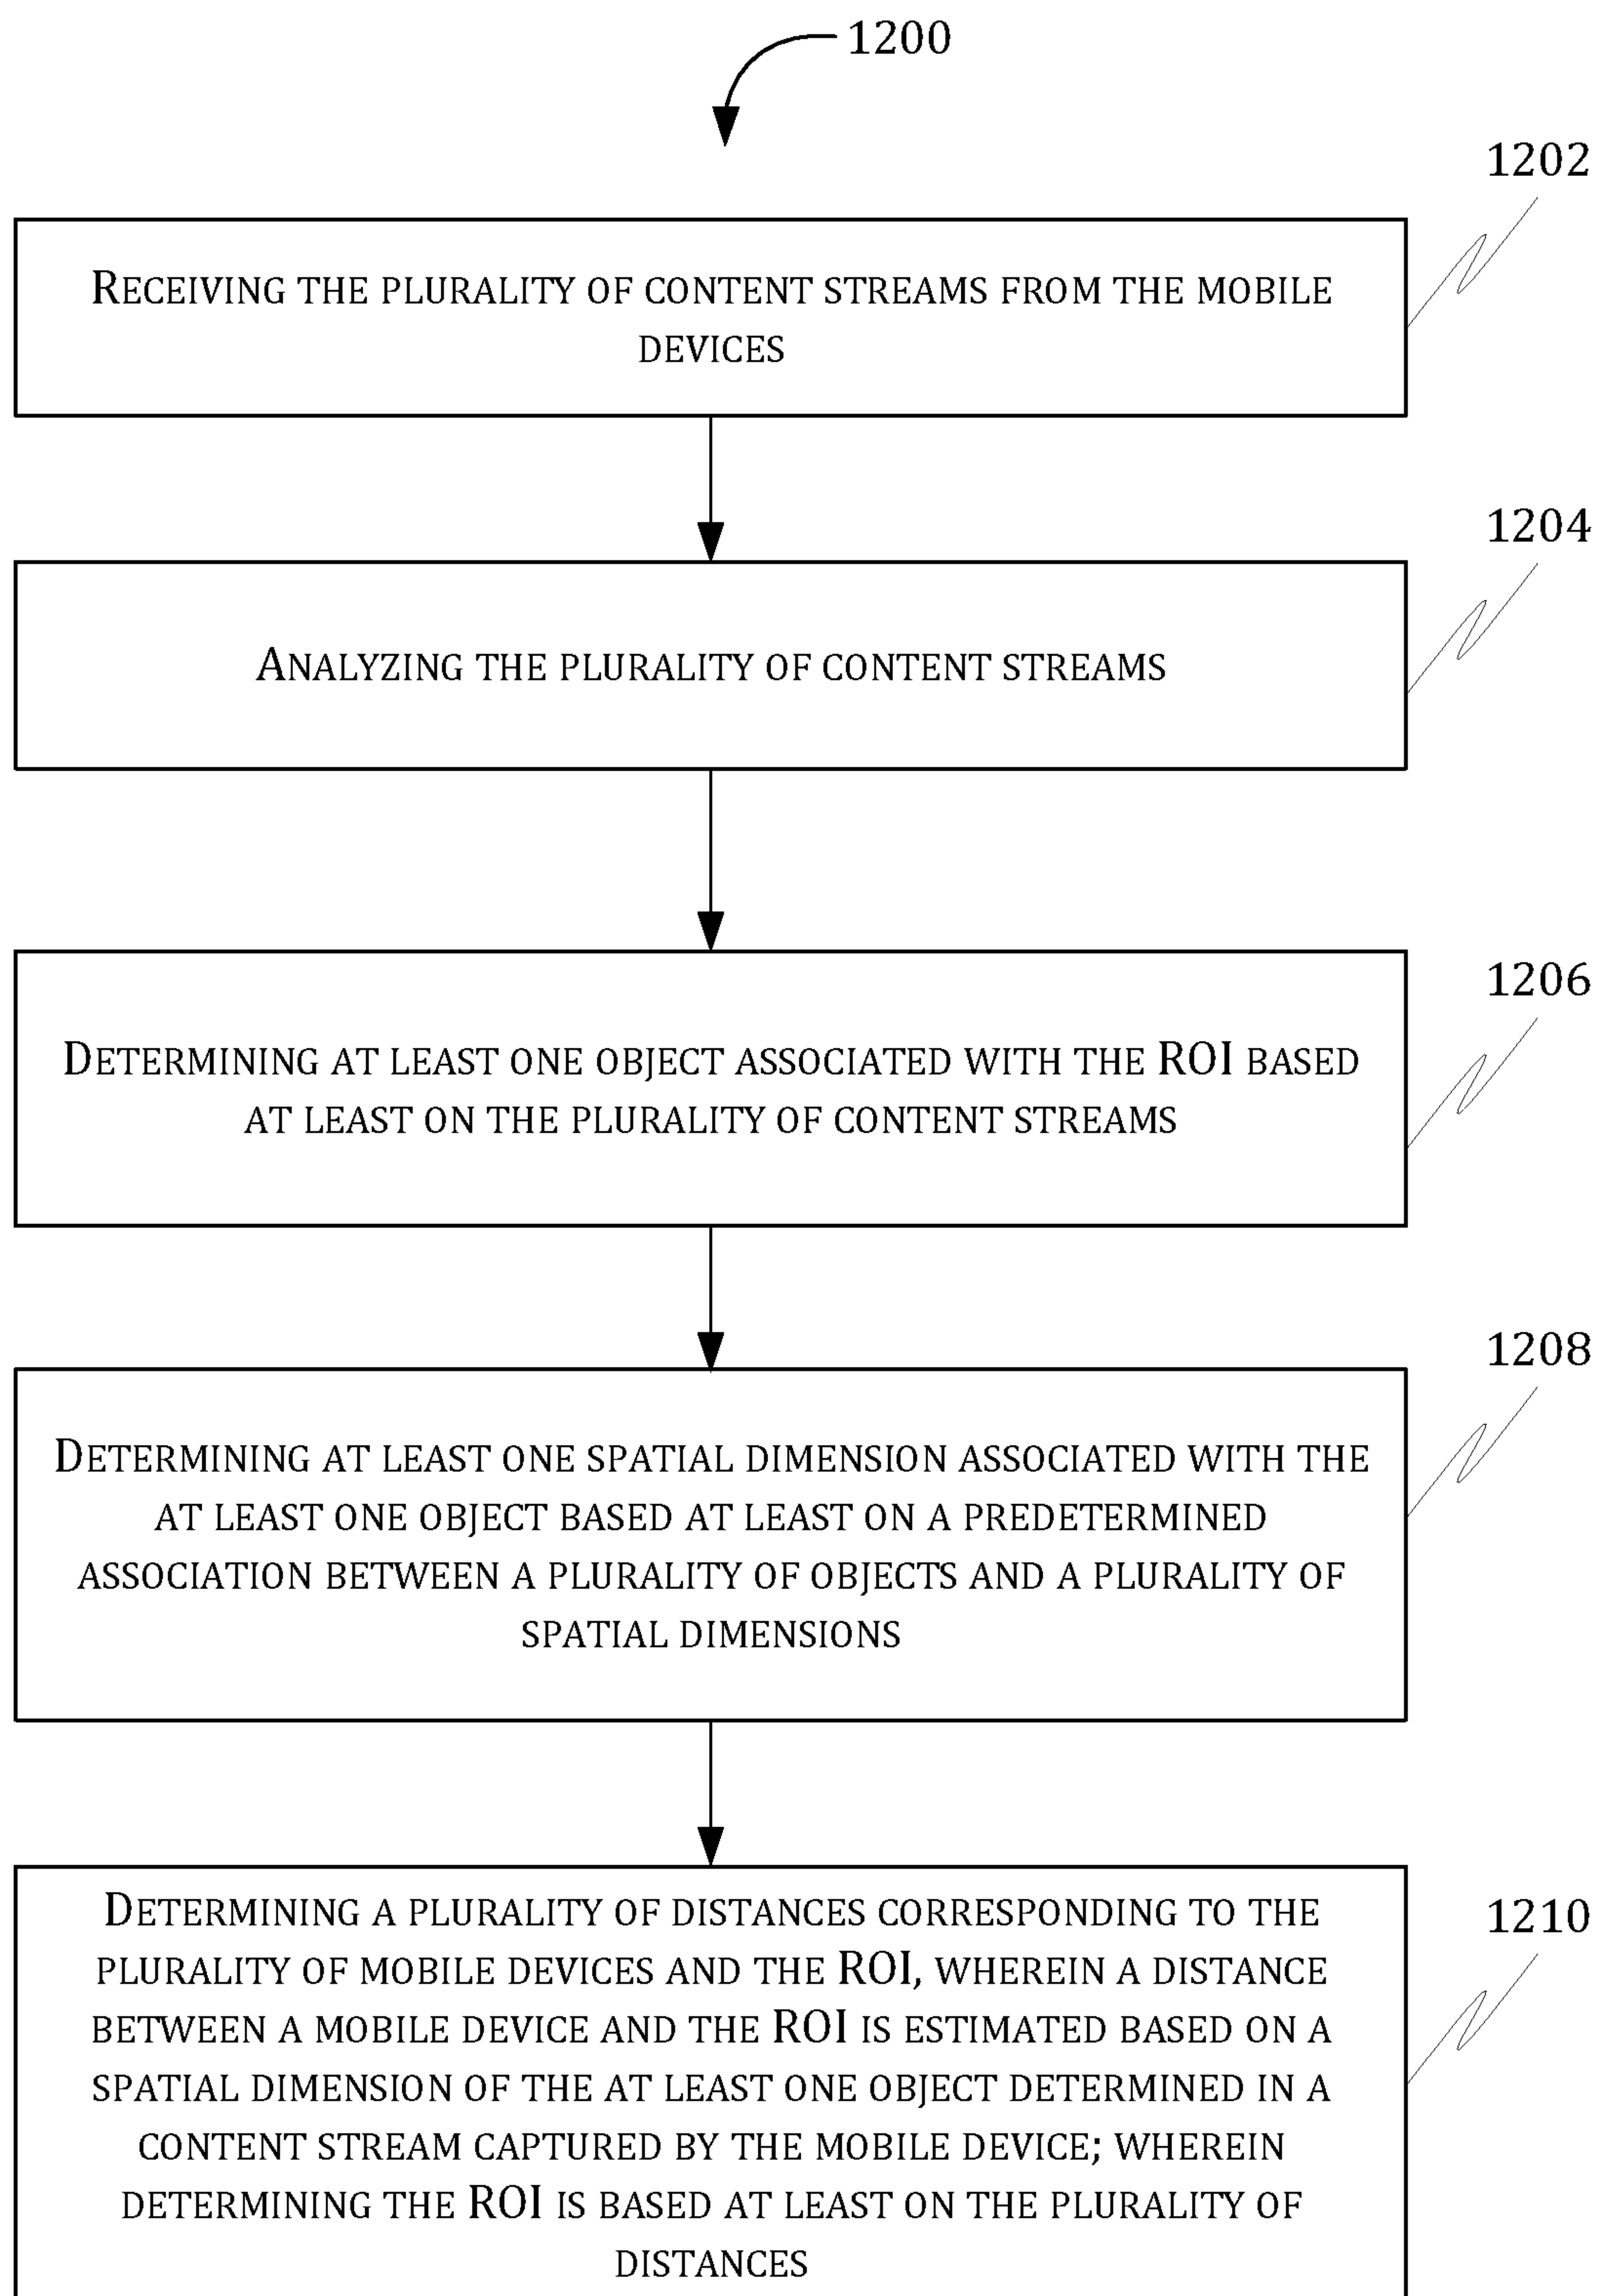 1200
1202
Receiving the plurality of content streams from the mobile
devices
1204
Analyzing the plurality of content streams
1206
Determining at least one object associated with the ROI based
at least on the plurality of content streams
1208
Determining at least one spatial dimension associated with the
at least one object based at least on a predetermined
association between a plurality of objects and a plurality of
spatial dimensions
1210
Determining a plurality of distances corresponding to the
plurality of mobile devices and the ROI, wherein a distance
between a mobile device and the ROI is estimated based on a
spatial dimension of the at least one object determined in a
content stream captured by the mobile device; wherein
determining the ROI is based at least on the plurality of
distances